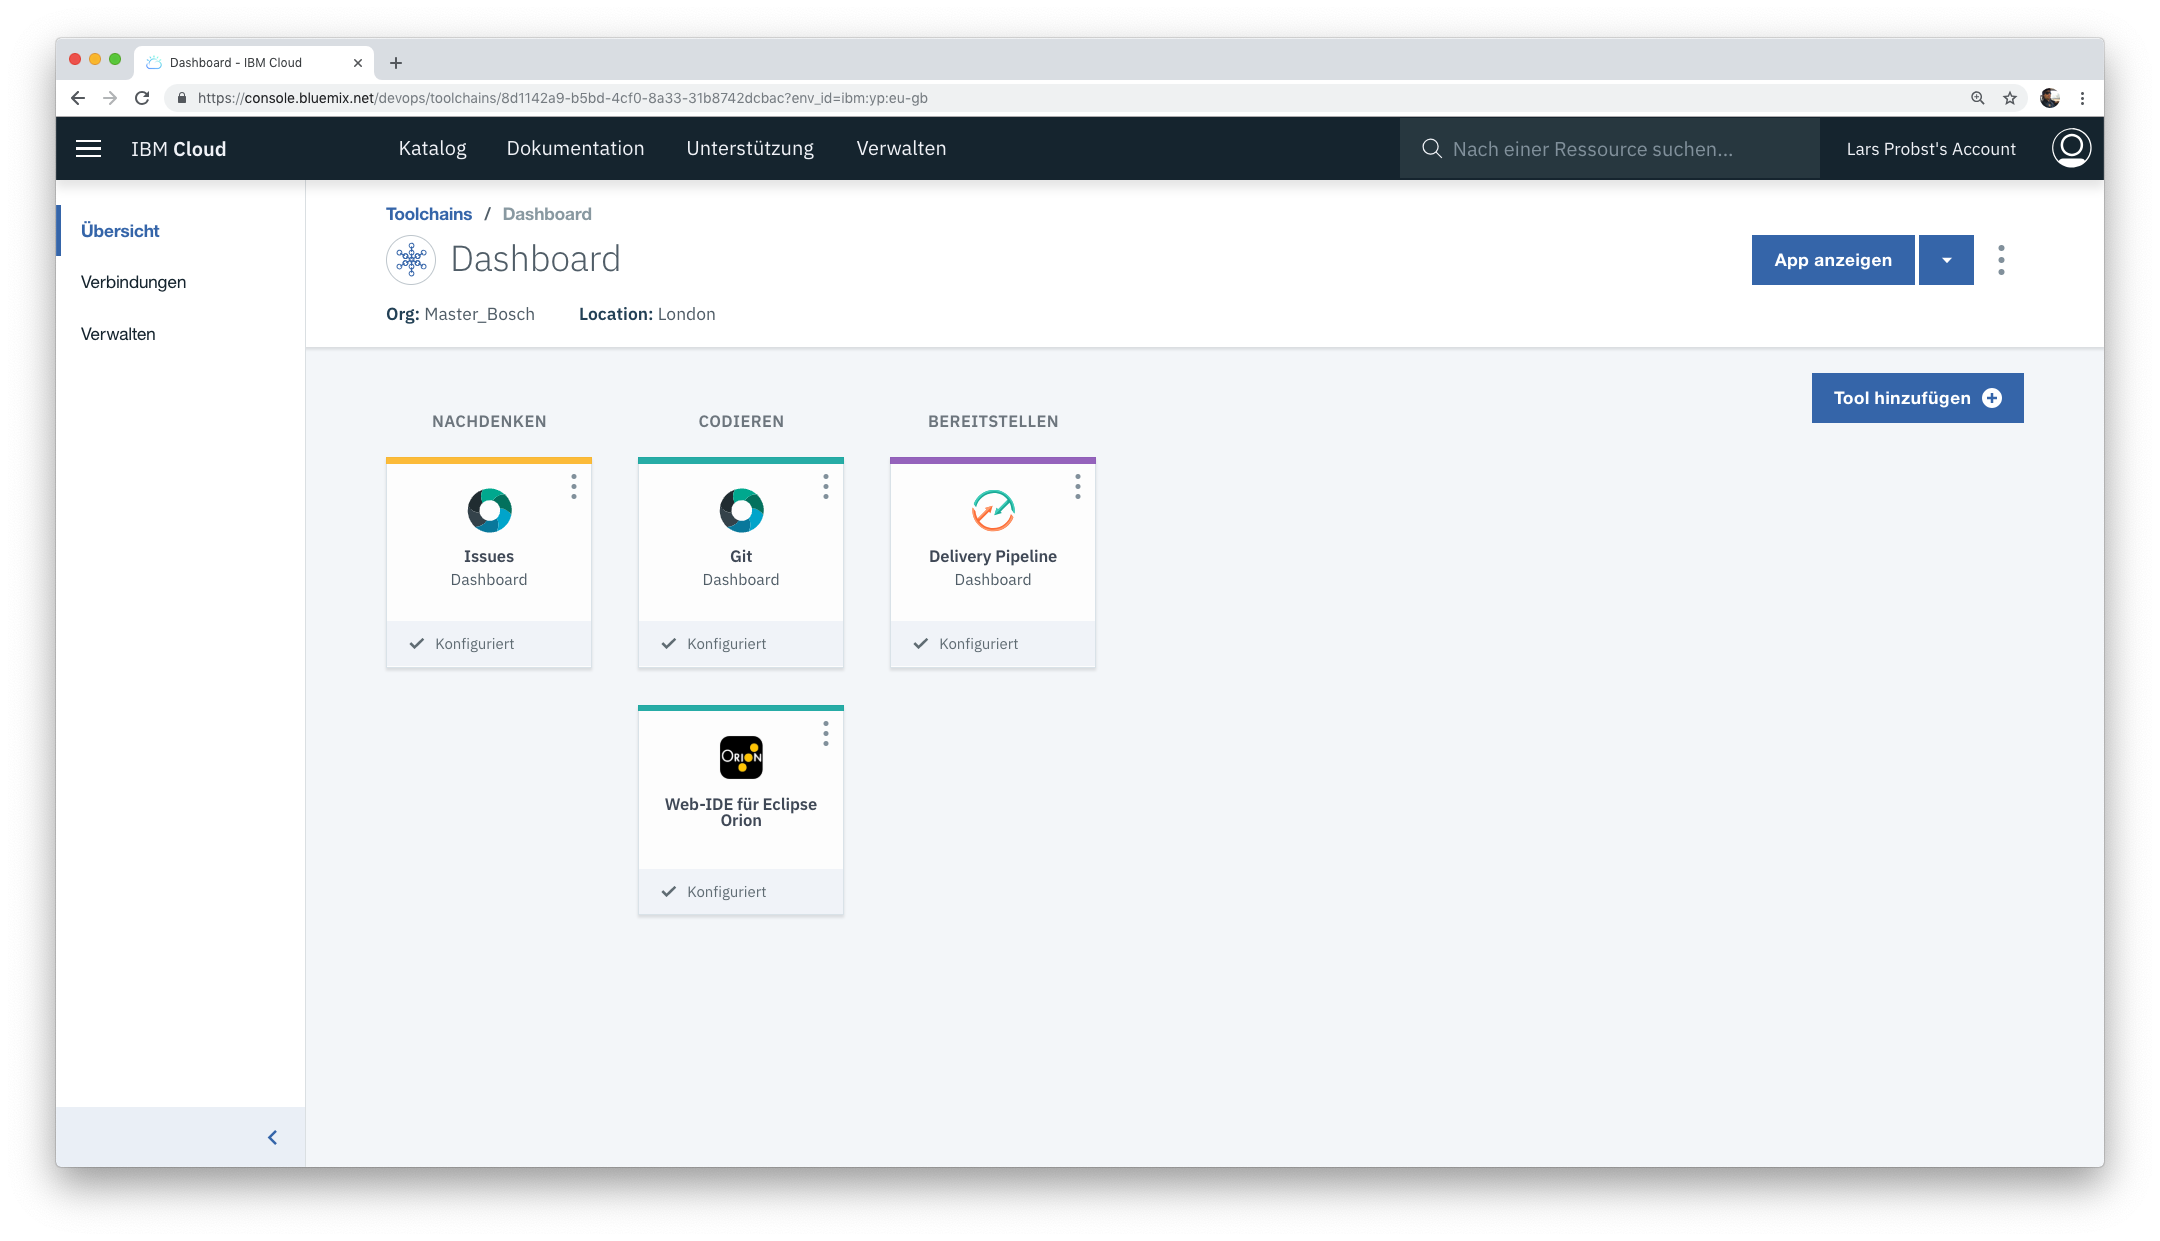 Dashboard - IBM Cloud
https://console.bluemix.net/devops/toolchains/8d1142a9-b5bd-4cf0-8a33-31b8742dcbac?env_id=ibm:yp:eu-gb
IBM Cloud
Katalog
Dokumentation
Unterstützung
Verwalten
Nach einer Ressource suchen...
Lars Probst's Account
Übersicht
Verbindungen
Verwalten
Toolchains / Dashboard
Dashboard
Org: Master_Bosch
Location: London
App anzeigen
Tool hinzufügen
NACHDENKEN
CODIEREN
BEREITSTELLEN
Issues
Dashboard
Konfiguriert
Git
Dashboard
Konfiguriert
Delivery Pipeline
Dashboard
Konfiguriert
ORION
Web-IDE für Eclipse
Orion
Konfiguriert